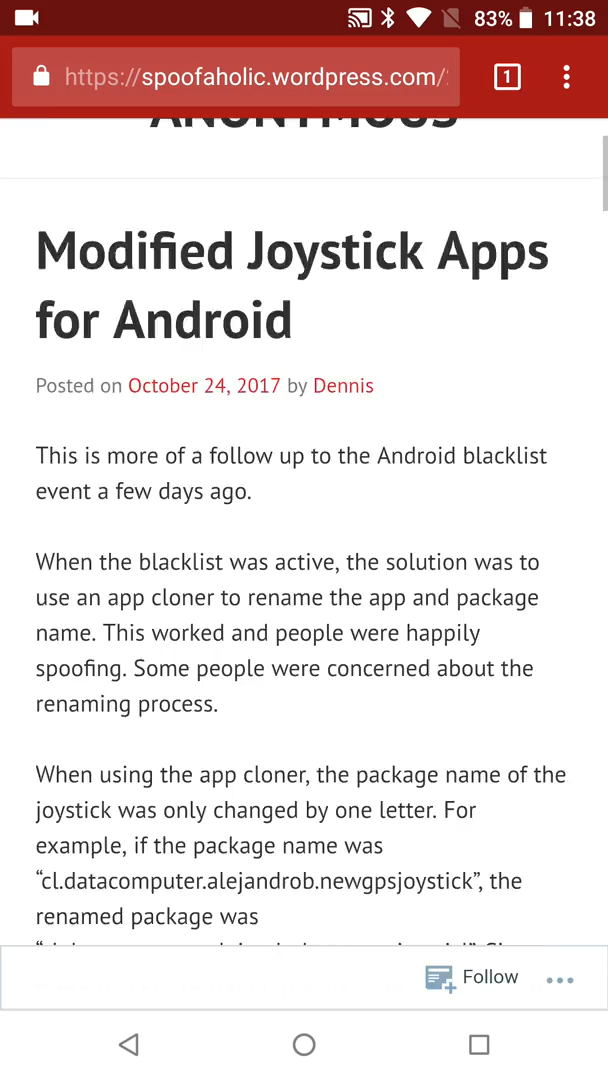 83% 11:38
https://spoofaholic.wordpress.com/
1
ANONYMOUS
Modified Joystick Apps
for Android
Posted on October 24, 2017 by Dennis
This is more of a follow up to the Android blacklist
event a few days ago.
When the blacklist was active, the solution was to
use an app cloner to rename the app and package
name. This worked and people were happily
spoofing. Some people were concerned about the
renaming process.
When using the app cloner, the package name of the
joystick was only changed by one letter. For
example, if the package name was
“cl.datacomputer.alejandrob.newgpsjoystick”, the
renamed package was
Follow